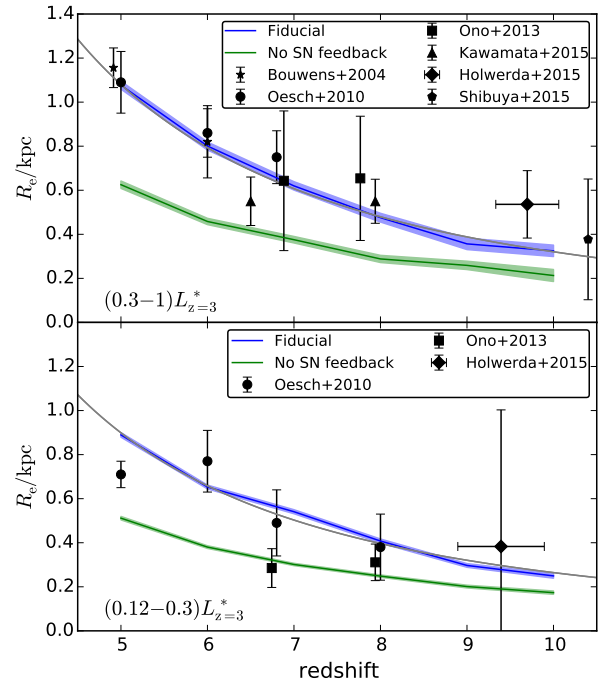 1.4
1.2
1.0
0.8
0.6
0.4
0.2
0.0
R_e/kpc
Fiducial
No SN feedback
Bouwens+2004
Oesch+2010
Ono+2013
Kawamata+2015
Holwerda+2015
Shibuya+2015
(0.3−1)L*_{z=3}
1.2
1.0
0.8
0.6
0.4
0.2
0.0
R_e/kpc
Fiducial
No SN feedback
Oesch+2010
Ono+2013
Holwerda+2015
(0.12−0.3)L*_{z=3}
5 6 7 8 9 10
redshift